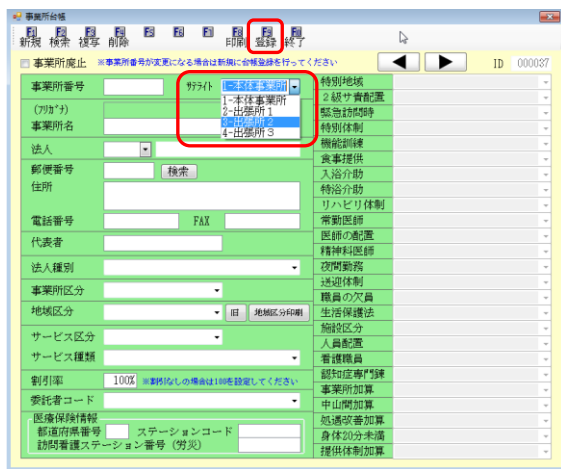 事業所台帳
F1 F2 F3 F4 F5 F6 F7 F8 F9 F10
新規 検索 複写 削除 印刷 登録 終了
事業所廃止 ※事業所番号が変更になる場合は新規に台帳登録を行ってください ID 000037
事業所番号 ｻﾃﾗｲﾄ 1-本体事業所
1-本体事業所
2-出張所1
3-出張所2
4-出張所3
(ﾌﾘｶﾞﾅ)
事業所名
法人
郵便番号 検索
住所
電話番号 FAX
代表者
法人種別
事業所区分
地域区分 旧 地域区分印刷
サービス区分
サービス種類
割引率 100% ※割引なしの場合は100を設定してください
委託者コード
医療保険情報
都道府県番号 ステーションコード
訪問看護ステーション番号（労災）
特別地域
2級サ責配置
緊急訪問時
特別体制
機能訓練
食事提供
入浴介助
特浴介助
リハビリ体制
常勤医師
医師の配置
精神科医師
夜間勤務
送迎体制
職員の欠員
生活保護法
施設区分
人員配置
看護職員
認知症専門棟
事業所加算
中山間加算
処遇改善加算
身体20分未満
提供体制加算